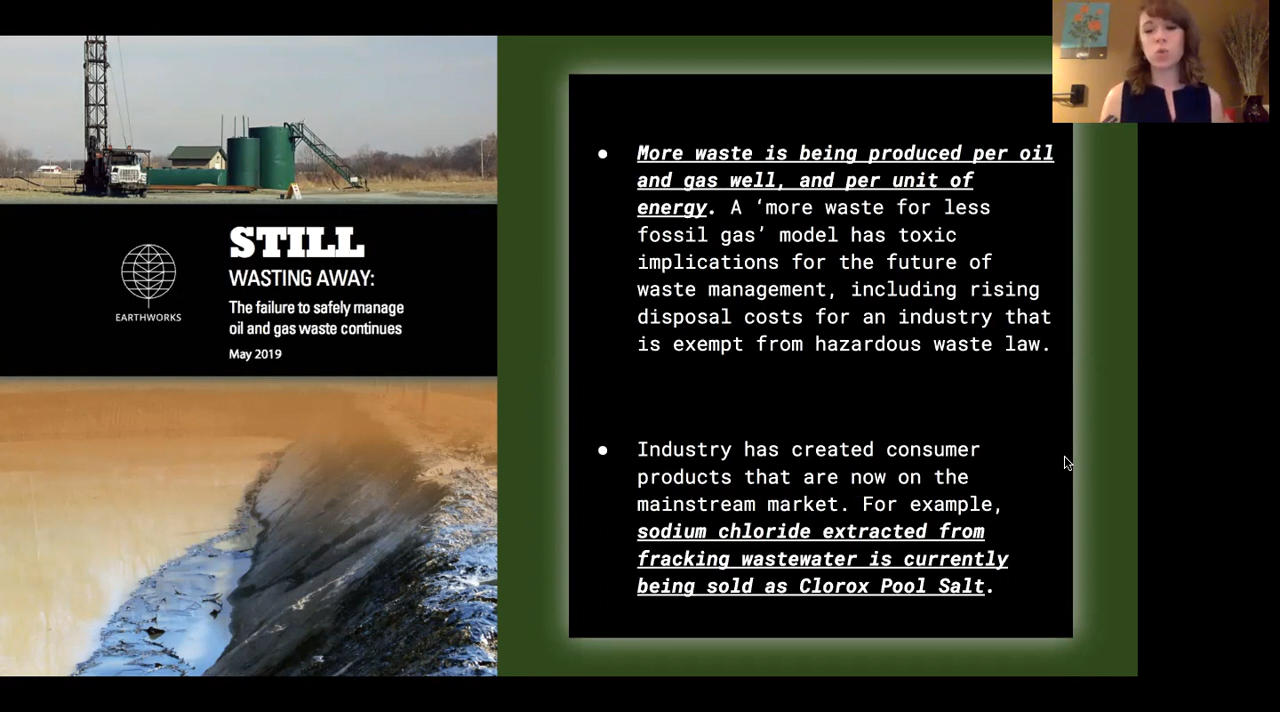 STILL
WASTING AWAY:
The failure to safely manage
oil and gas waste continues
May 2019
EARTHWORKS
● More waste is being produced per oil
and gas well, and per unit of
energy. A ‘more waste for less
fossil gas’ model has toxic
implications for the future of
waste management, including rising
disposal costs for an industry that
is exempt from hazardous waste law.
● Industry has created consumer
products that are now on the
mainstream market. For example,
sodium chloride extracted from
fracking wastewater is currently
being sold as Clorox Pool Salt.